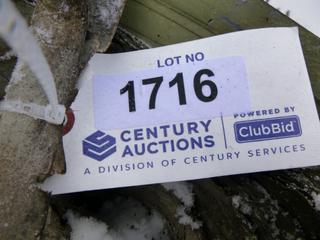 LOT NO
1716
CENTURY AUCTIONS
POWERED BY
ClubBid
A DIVISION OF CENTURY SERVICES